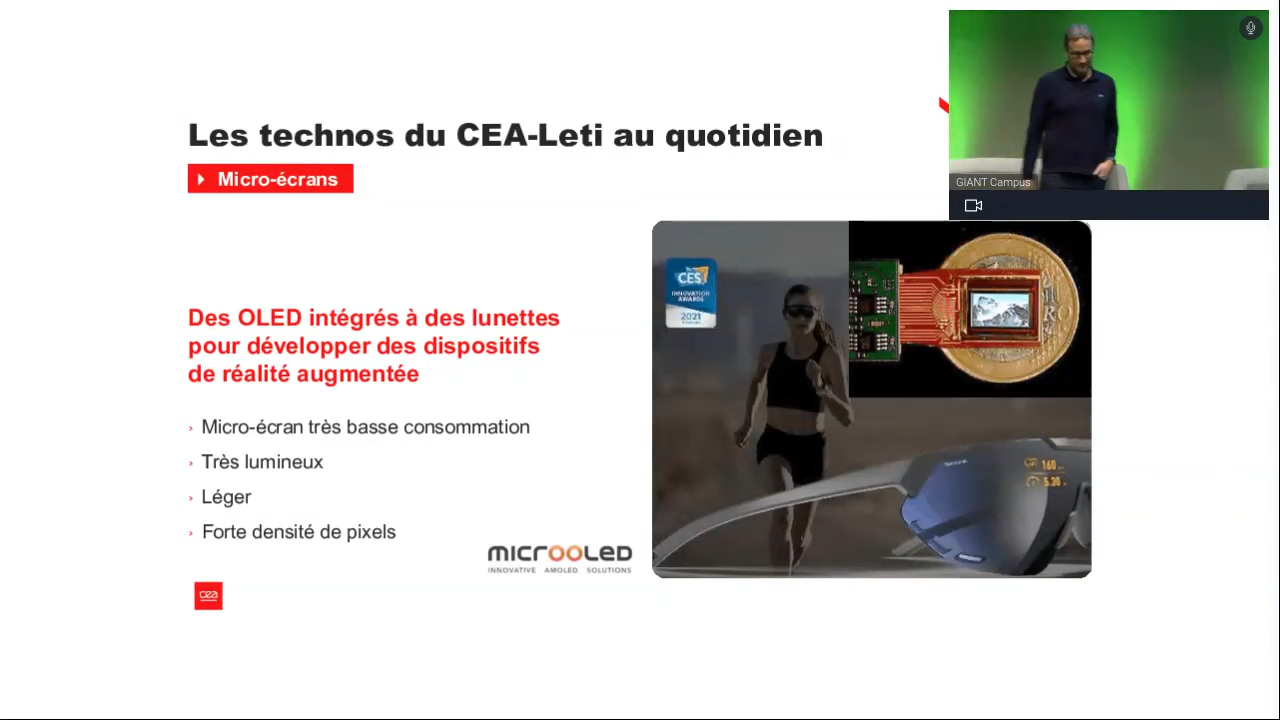 Les technos du CEA-Leti au quotidien
Micro-écrans
Des OLED intégrés à des lunettes
pour développer des dispositifs
de réalité augmentée
› Micro-écran très basse consommation
› Très lumineux
› Léger
› Forte densité de pixels
MICROOLED
INNOVATIVE AMOLED SOLUTIONS
cea
GIANT Campus
CES
INNOVATION
AWARDS
2021
160
5.30